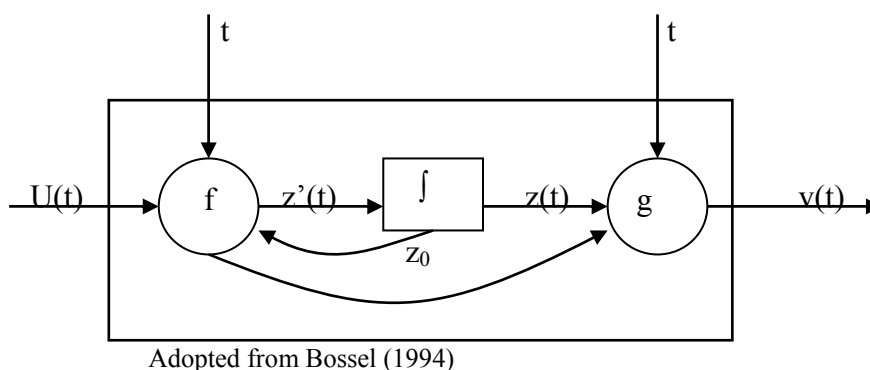 t t
U(t) f z’(t) ∫ z(t) g v(t)
z₀
Adopted from Bossel (1994)